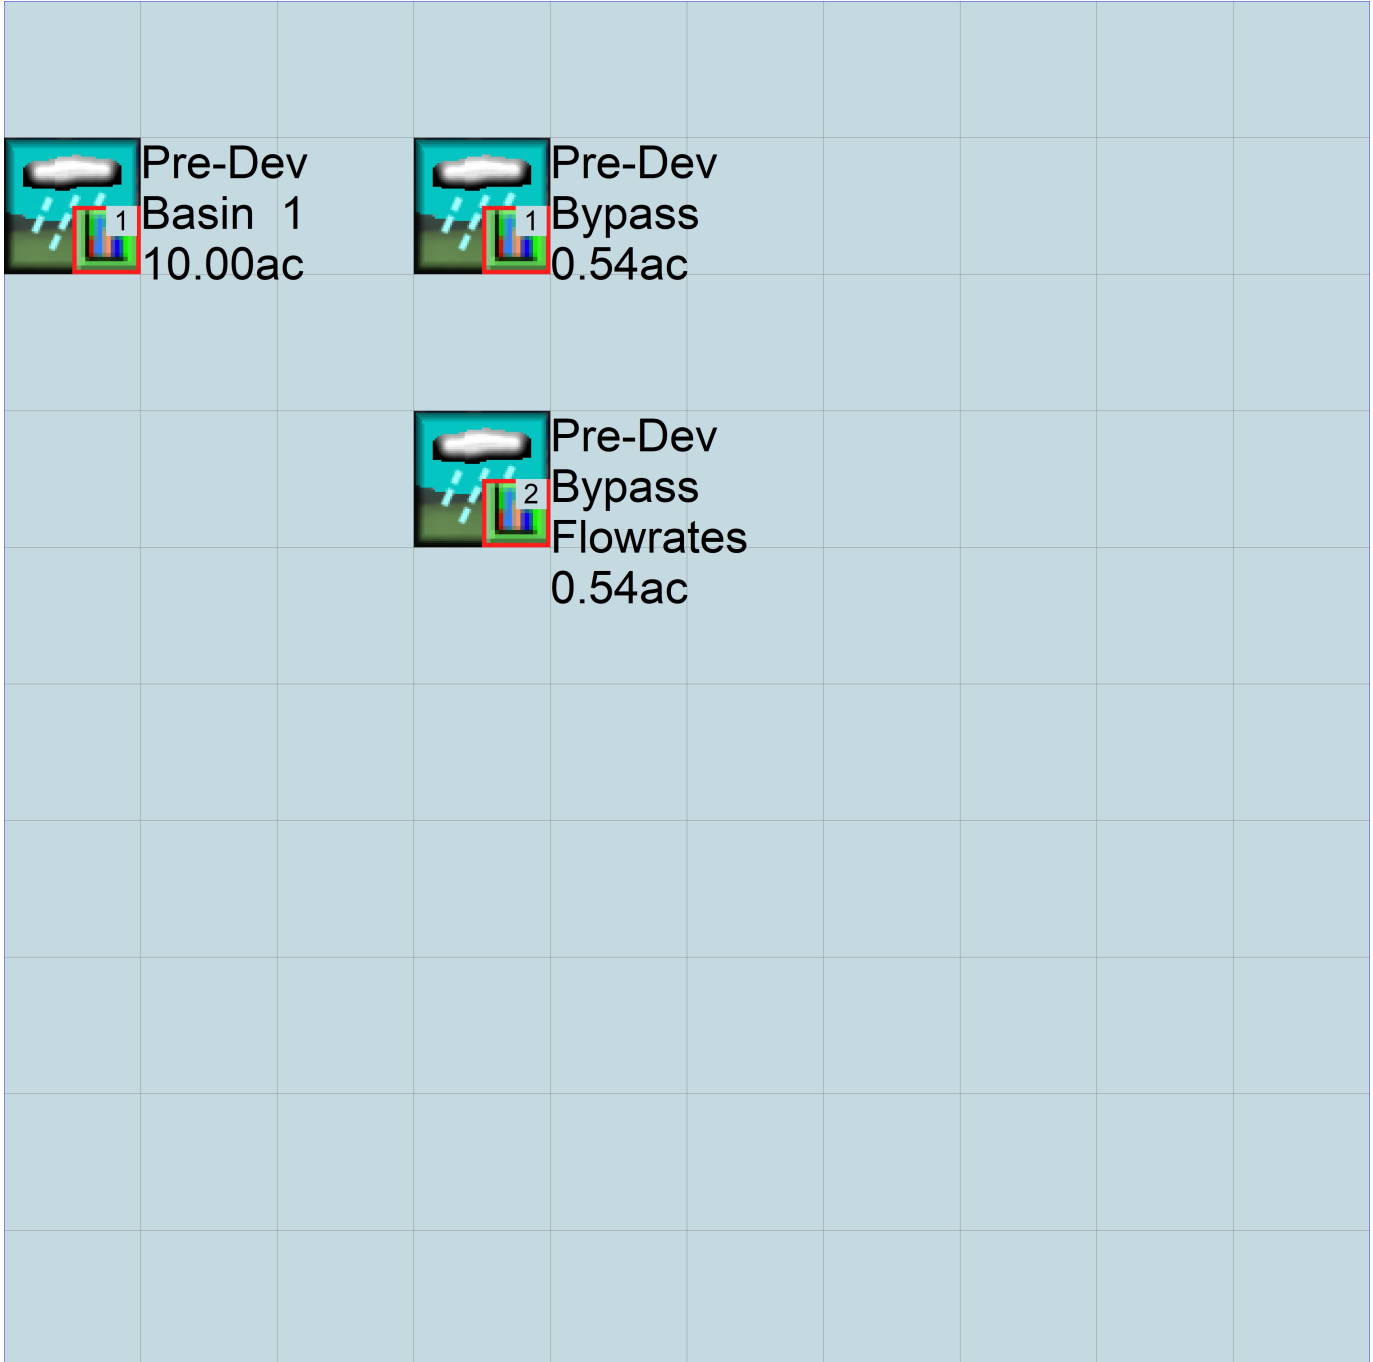 1
Pre-Dev
Basin  1
10.00ac
1
Pre-Dev
Bypass
0.54ac
2
Pre-Dev
Bypass
Flowrates
0.54ac